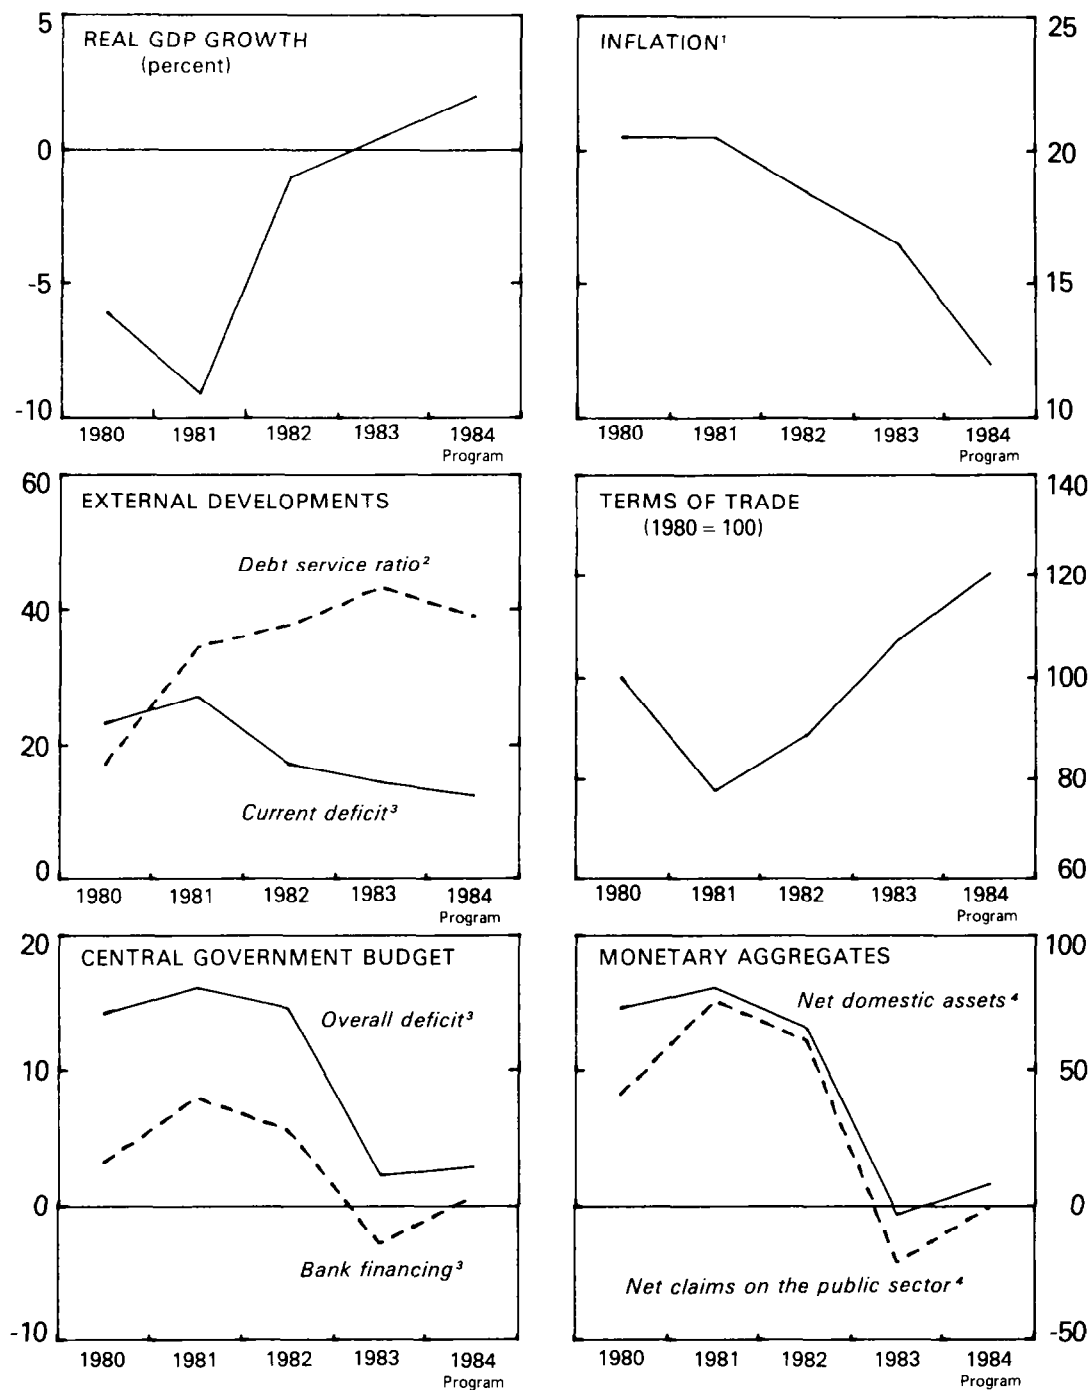 REAL GDP GROWTH
(percent)
5
0
-5
-10
1980 1981 1982 1983 1984
Program
INFLATION¹
25
20
15
10
1980 1981 1982 1983 1984
Program
EXTERNAL DEVELOPMENTS
60
40
20
0
Debt service ratio²
Current deficit³
1980 1981 1982 1983 1984
Program
TERMS OF TRADE
(1980 = 100)
140
120
100
80
60
1980 1981 1982 1983 1984
Program
CENTRAL GOVERNMENT BUDGET
20
10
0
-10
Overall deficit³
Bank financing³
1980 1981 1982 1983 1984
Program
MONETARY AGGREGATES
100
50
0
-50
Net domestic assets⁴
Net claims on the public sector⁴
1980 1981 1982 1983 1984
Program